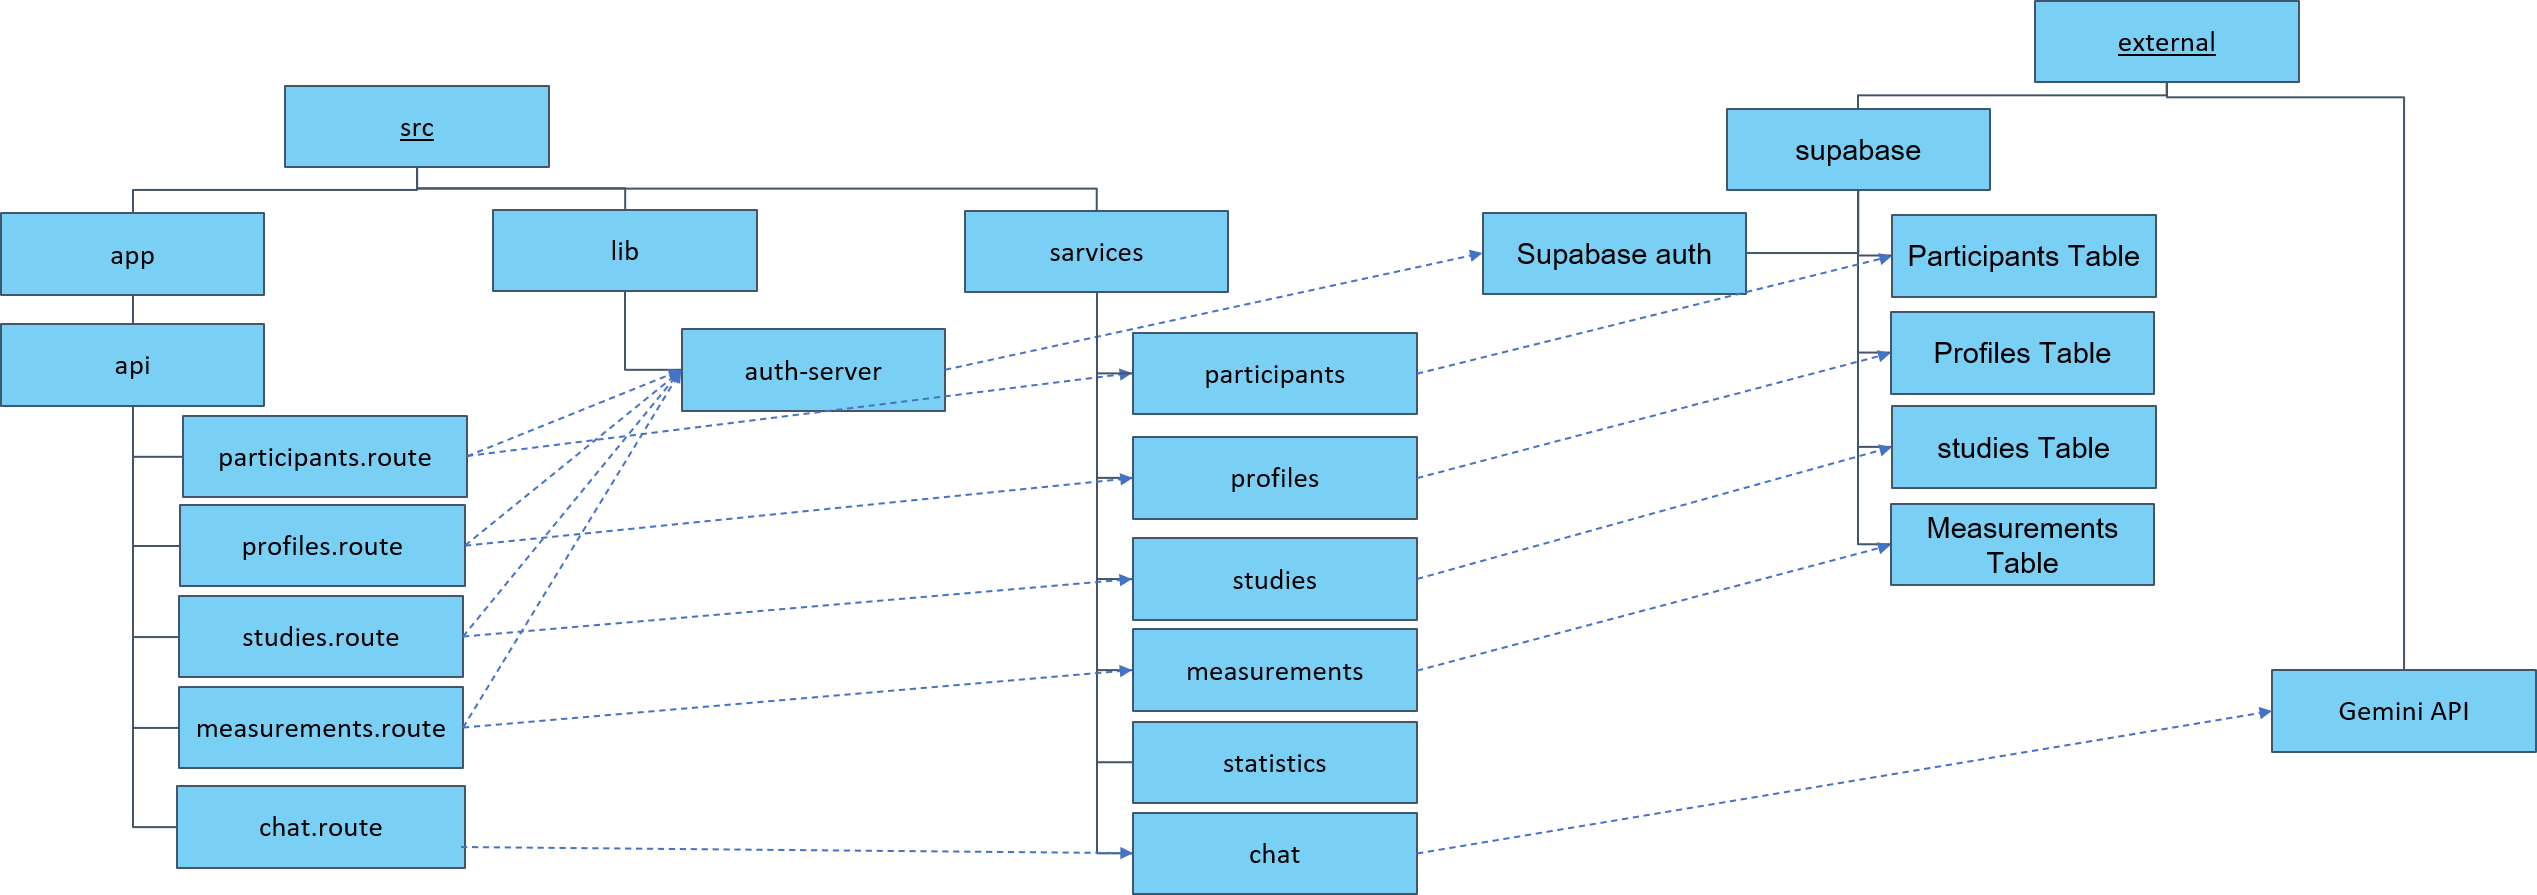 external
src
supabase
app
lib
sarvices
Supabase auth
Participants Table
api
auth-server
participants
Profiles Table
participants.route
profiles
studies Table
profiles.route
studies
Measurements
Table
studies.route
measurements
measurements.route
statistics
Gemini API
chat.route
chat